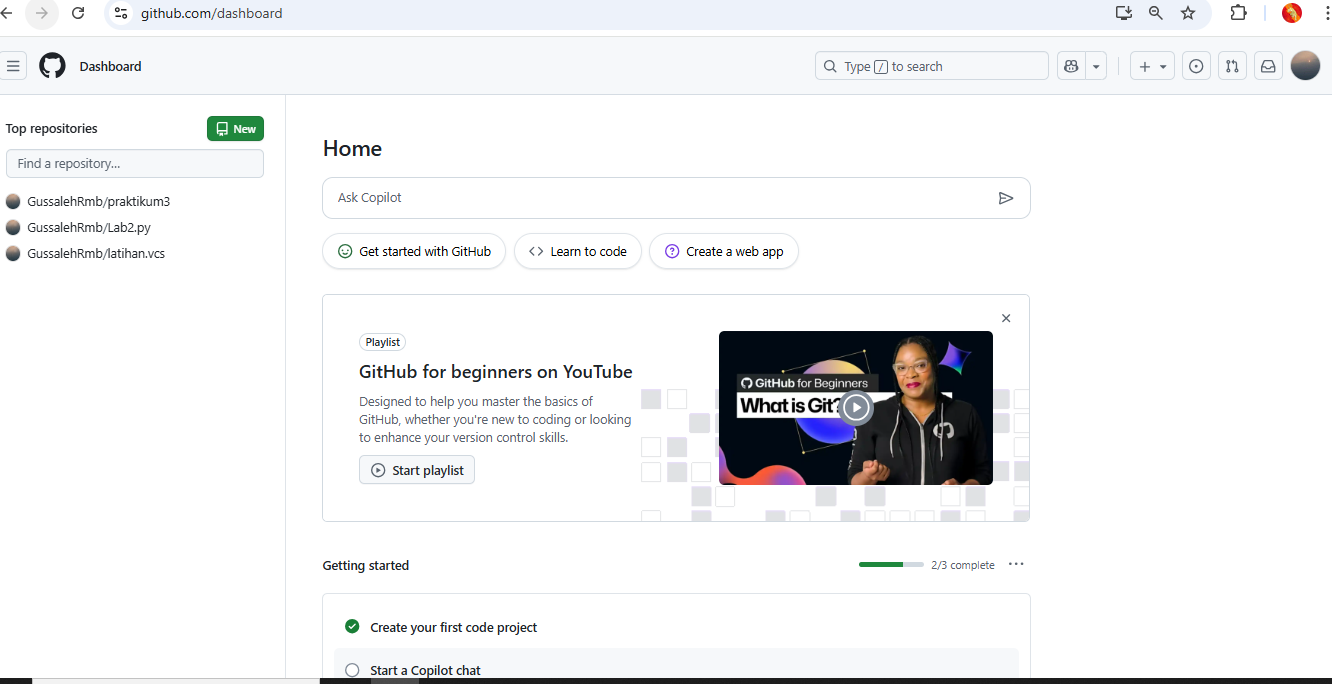 github.com/dashboard
Dashboard
Type / to search
Top repositories
New
Find a repository...
GussalehRmb/praktikum3
GussalehRmb/Lab2.py
GussalehRmb/latihan.vcs
Home
Ask Copilot
Get started with GitHub
Learn to code
Create a web app
Playlist
GitHub for beginners on YouTube
Designed to help you master the basics of
GitHub, whether you're new to coding or looking
to enhance your version control skills.
Start playlist
GitHub for Beginners
What is Git?
Getting started
2/3 complete
Create your first code project
Start a Copilot chat